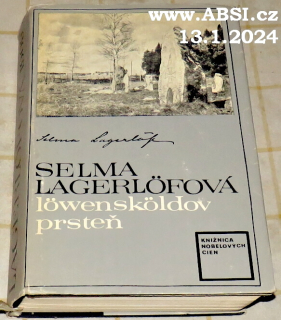 www.ABSI.cz
13.1.2024
Selma Lagerlöf
SELMA
LAGERLÖFOVÁ
löwensköldov
prsteň
KNIŽNICA
NOBELOVÝCH
CIEN